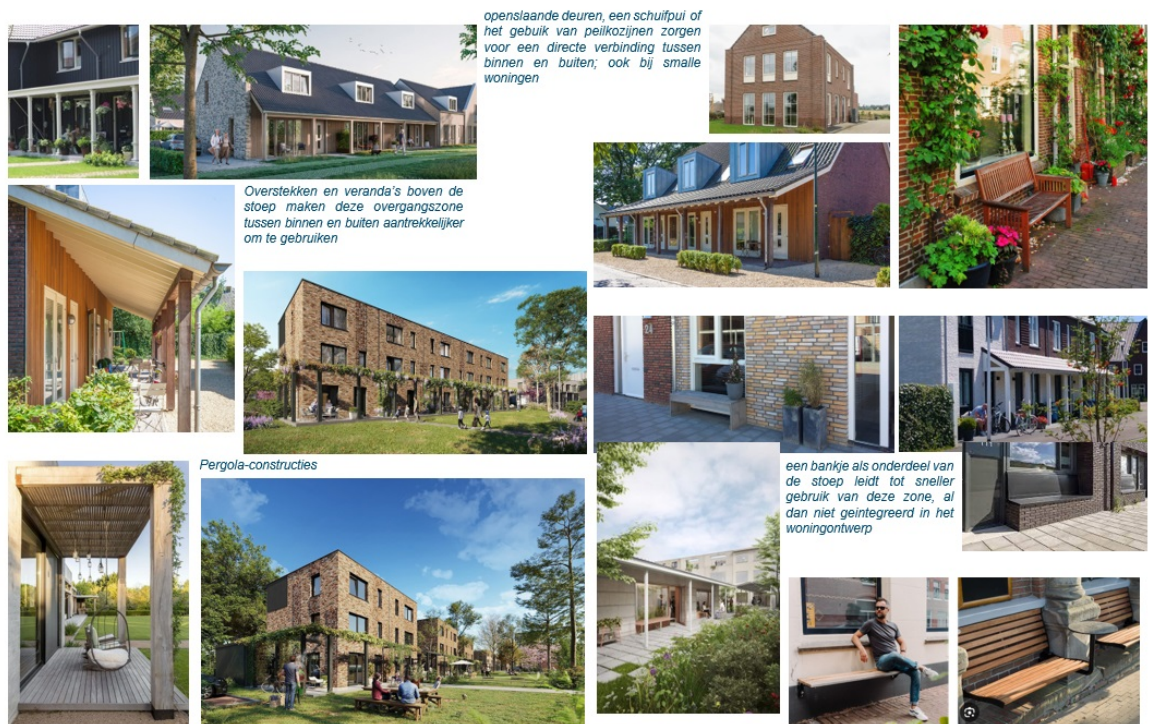 openslaande deuren, een schuifpui of
het gebuik van peilkozijnen zorgen
voor een directe verbinding tussen
binnen en buiten; ook bij smalle
woningen
Overstekken en veranda's boven de
stoep maken deze overgangszone
tussen binnen en buiten aantrekkelijker
om te gebruiken
24
Pergola-constructies
een bankje als onderdeel van
de stoep leidt tot sneller
gebruik van deze zone, al
dan niet geintegreerd in het
woningontwerp